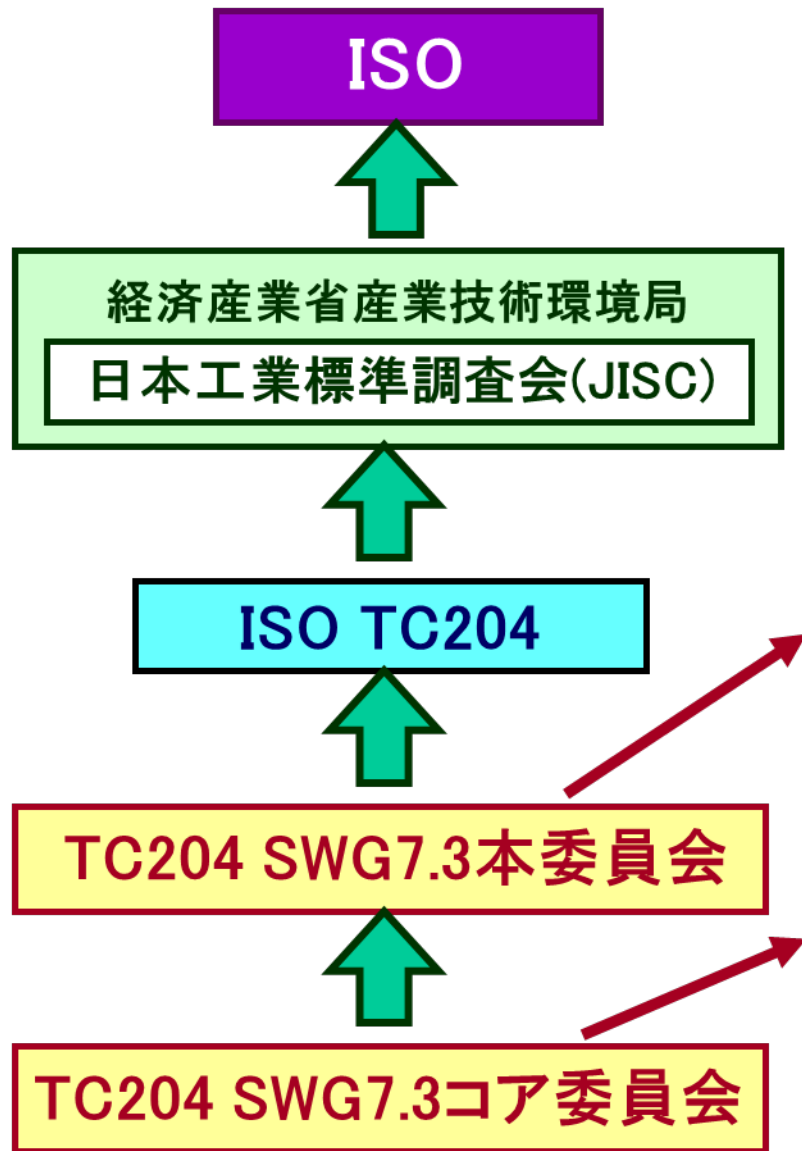 ISO
経済産業省産業技術環境局
日本工業標準調査会(JISC)
ISO TC204
TC204 SWG7.3本委員会
TC204 SWG7.3コア委員会